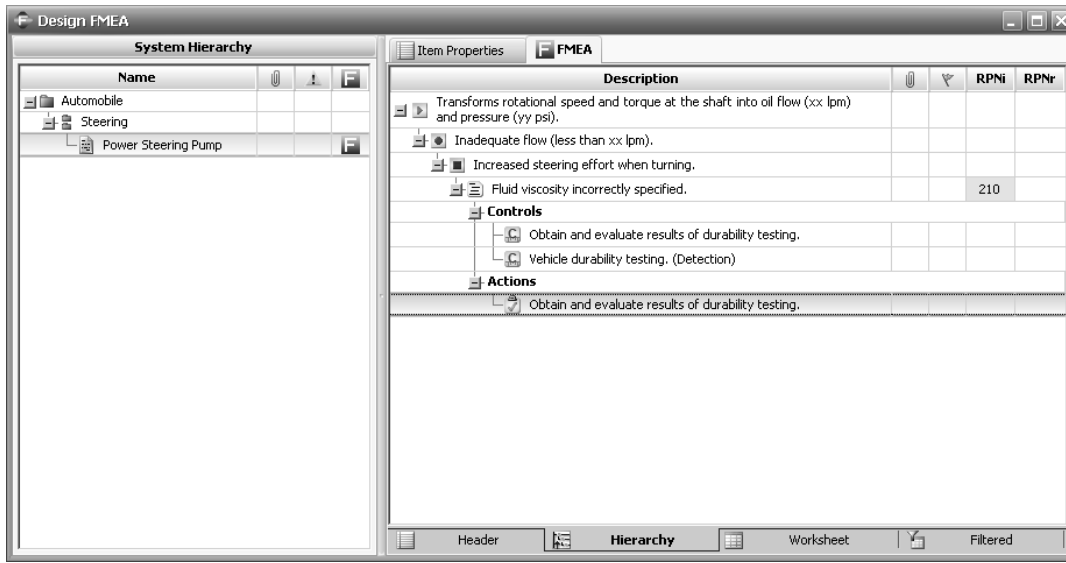 Design FMEA
System Hierarchy
Name
Automobile
Steering
Power Steering Pump
Item Properties
FMEA
Description RPNi RPNr
Transforms rotational speed and torque at the shaft into oil flow (xx lpm)
and pressure (yy psi).
Inadequate flow (less than xx lpm).
Increased steering effort when turning.
Fluid viscosity incorrectly specified. 210
Controls
Obtain and evaluate results of durability testing.
Vehicle durability testing. (Detection)
Actions
Obtain and evaluate results of durability testing.
Header Hierarchy Worksheet Filtered